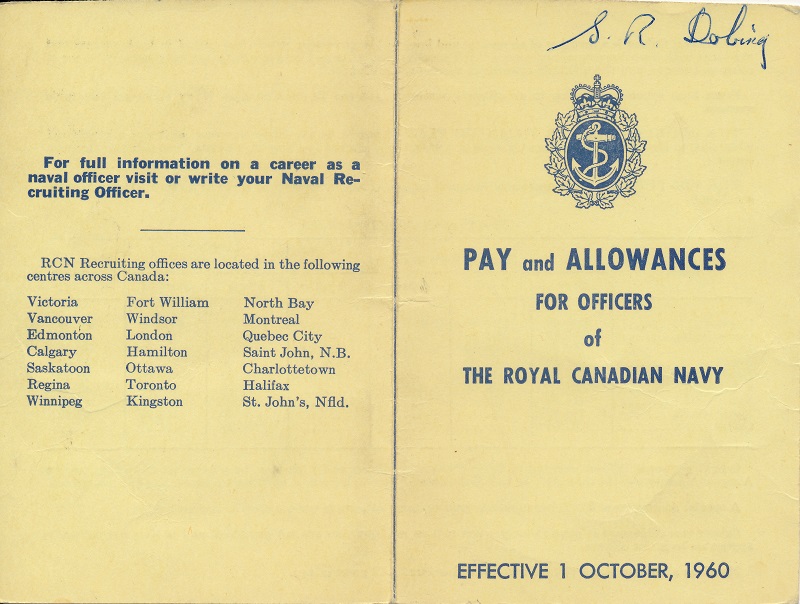 For full information on a career as a
naval officer visit or write your Naval Re-
cruiting Officer.
RCN Recruiting offices are located in the following
centres across Canada:
Victoria Fort William North Bay
Vancouver Windsor Montreal
Edmonton London Quebec City
Calgary Hamilton Saint John, N.B.
Saskatoon Ottawa Charlottetown
Regina Toronto Halifax
Winnipeg Kingston St. John's, Nfld.
S. R. Dobing
PAY and ALLOWANCES
FOR OFFICERS
of
THE ROYAL CANADIAN NAVY
EFFECTIVE 1 OCTOBER, 1960